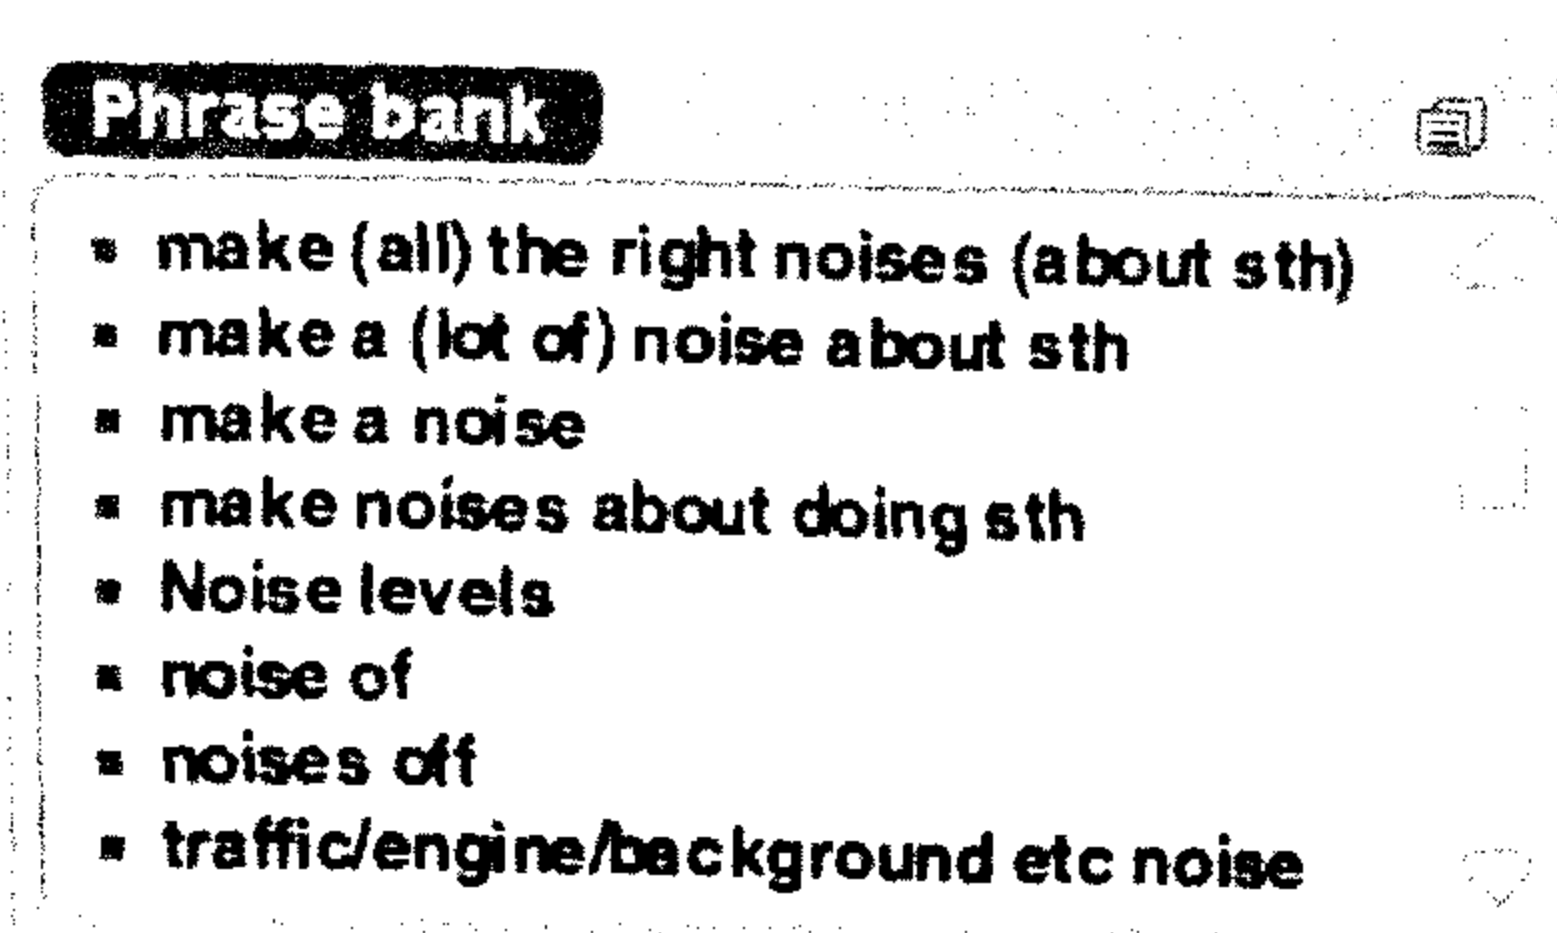 Phrase bank
make (all) the right noises (about sth)
make a (lot of) noise about sth
make a noise
make noises about doing sth
Noise levels
noise of
noises off
traffic/engine/background etc noise